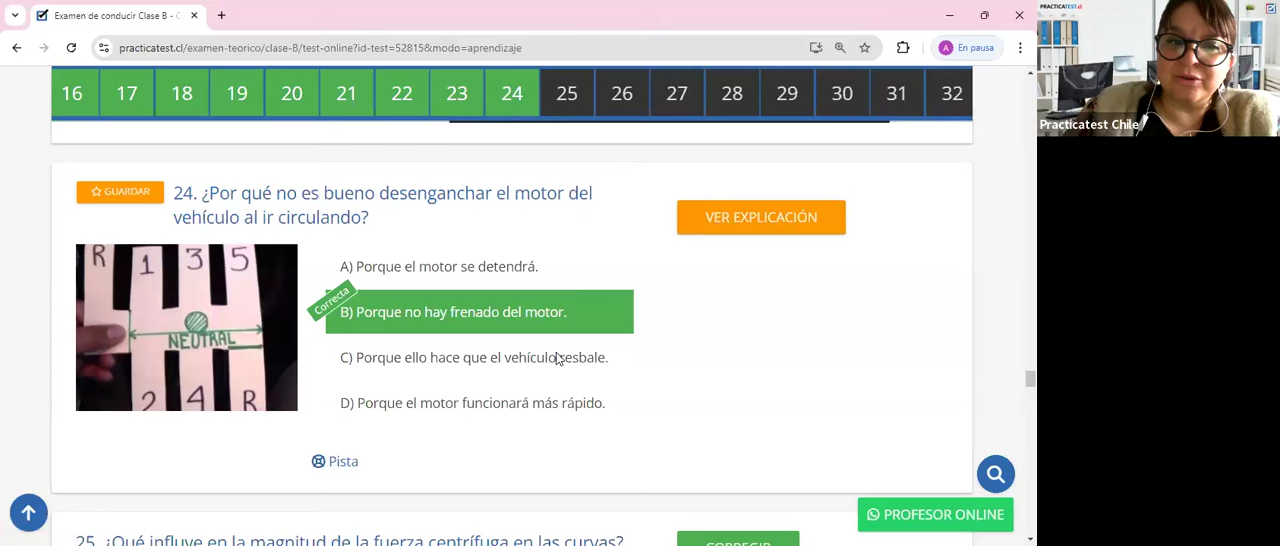 Examen de conducir Clase B - C
practicatest.cl/examen-teorico/clase-B/test-online?id-test=52815&modo=aprendizaje
A
En pausa
16 17 18 19 20 21 22 23 24 25 26 27 28 29 30 31 32
GUARDAR
24. ¿Por qué no es bueno desenganchar el motor del
vehículo al ir circulando?
VER EXPLICACIÓN
R 1 3 5
NEUTRAL
2 4 R
A) Porque el motor se detendrá.
Correcta
B) Porque no hay frenado del motor.
C) Porque ello hace que el vehículo resbale.
D) Porque el motor funcionará más rápido.
Pista
PROFESOR ONLINE
25. ¿Qué influye en la magnitud de la fuerza centrífuga en las curvas?
CORREGIR
PRACTICATEST.cl
Practicatest Chile